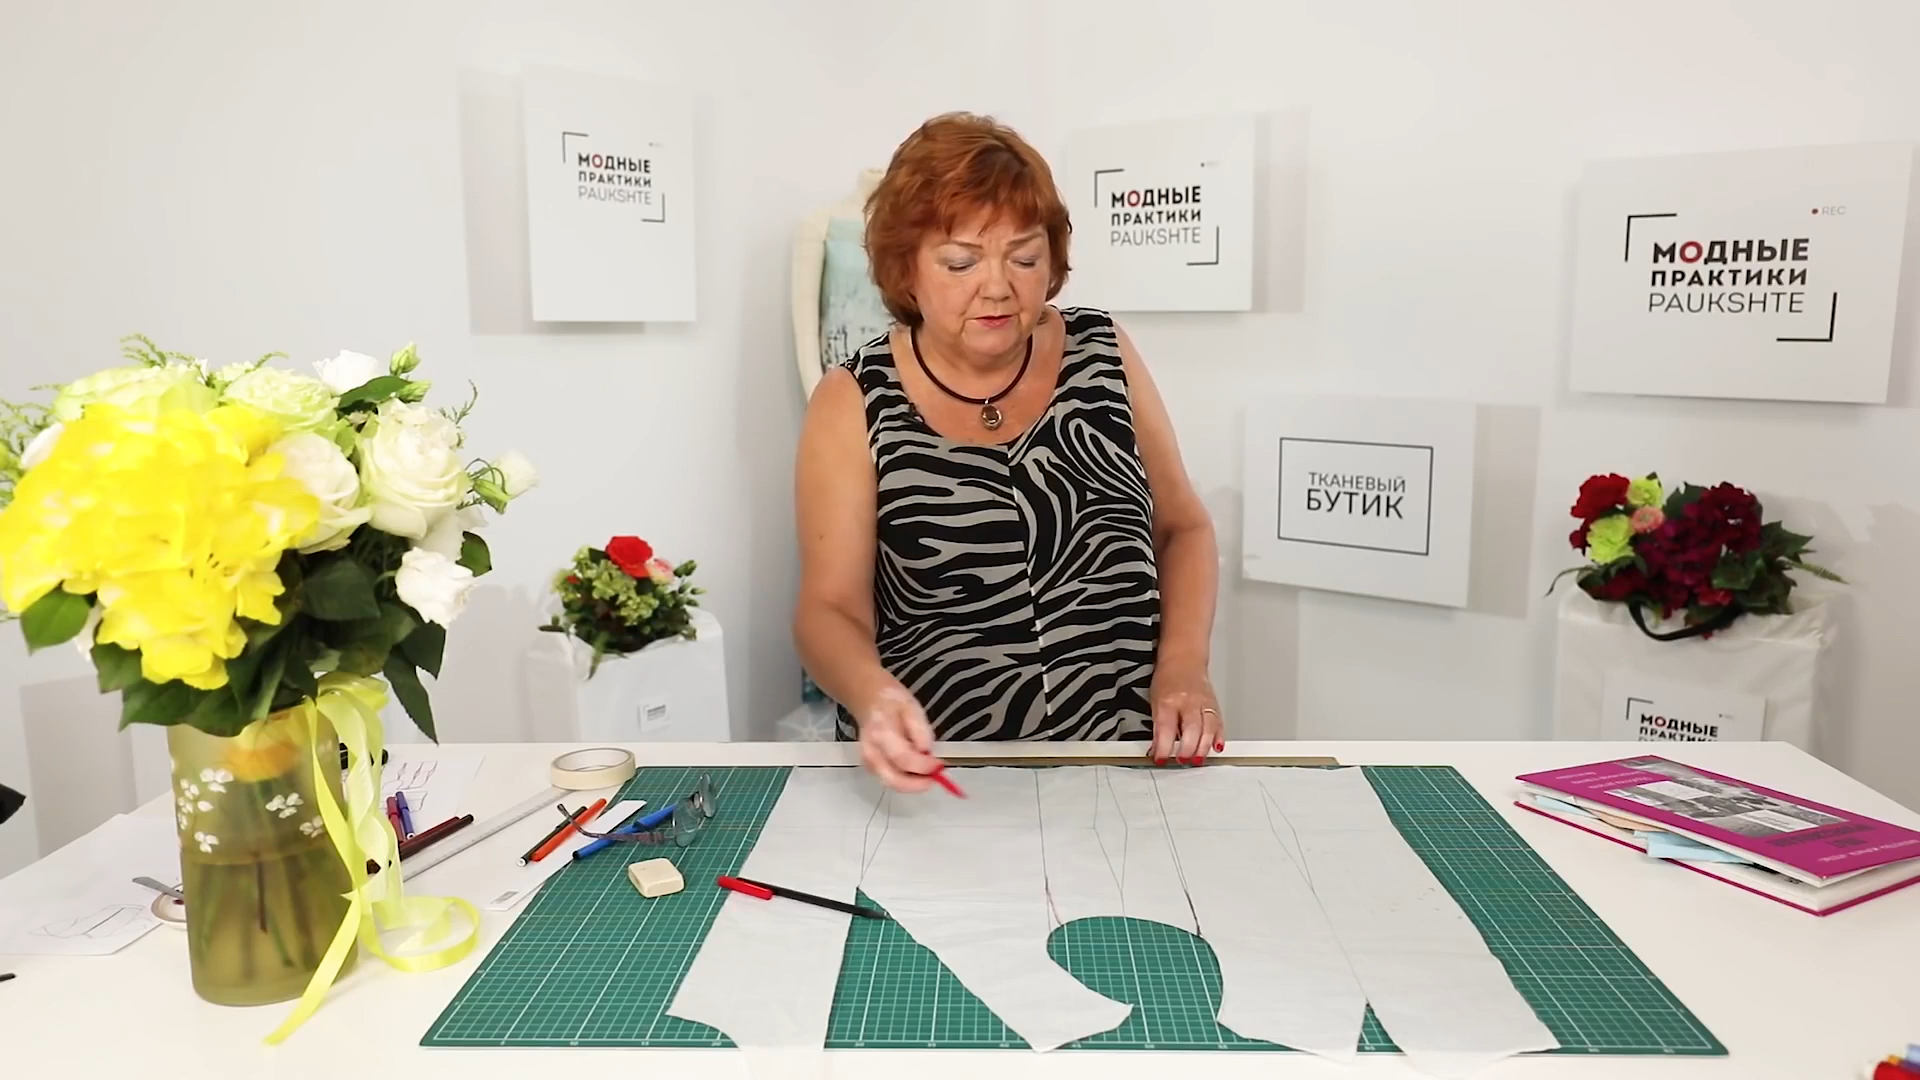 МОДНЫЕ
ПРАКТИКИ
PAUKSHTE
МОДНЫЕ
ПРАКТИКИ
PAUKSHTE
REC
МОДНЫЕ
ПРАКТИКИ
PAUKSHTE
ТКАНЕВЫЙ
БУТИК
МОДНЫЕ
ПРАКТИКИ